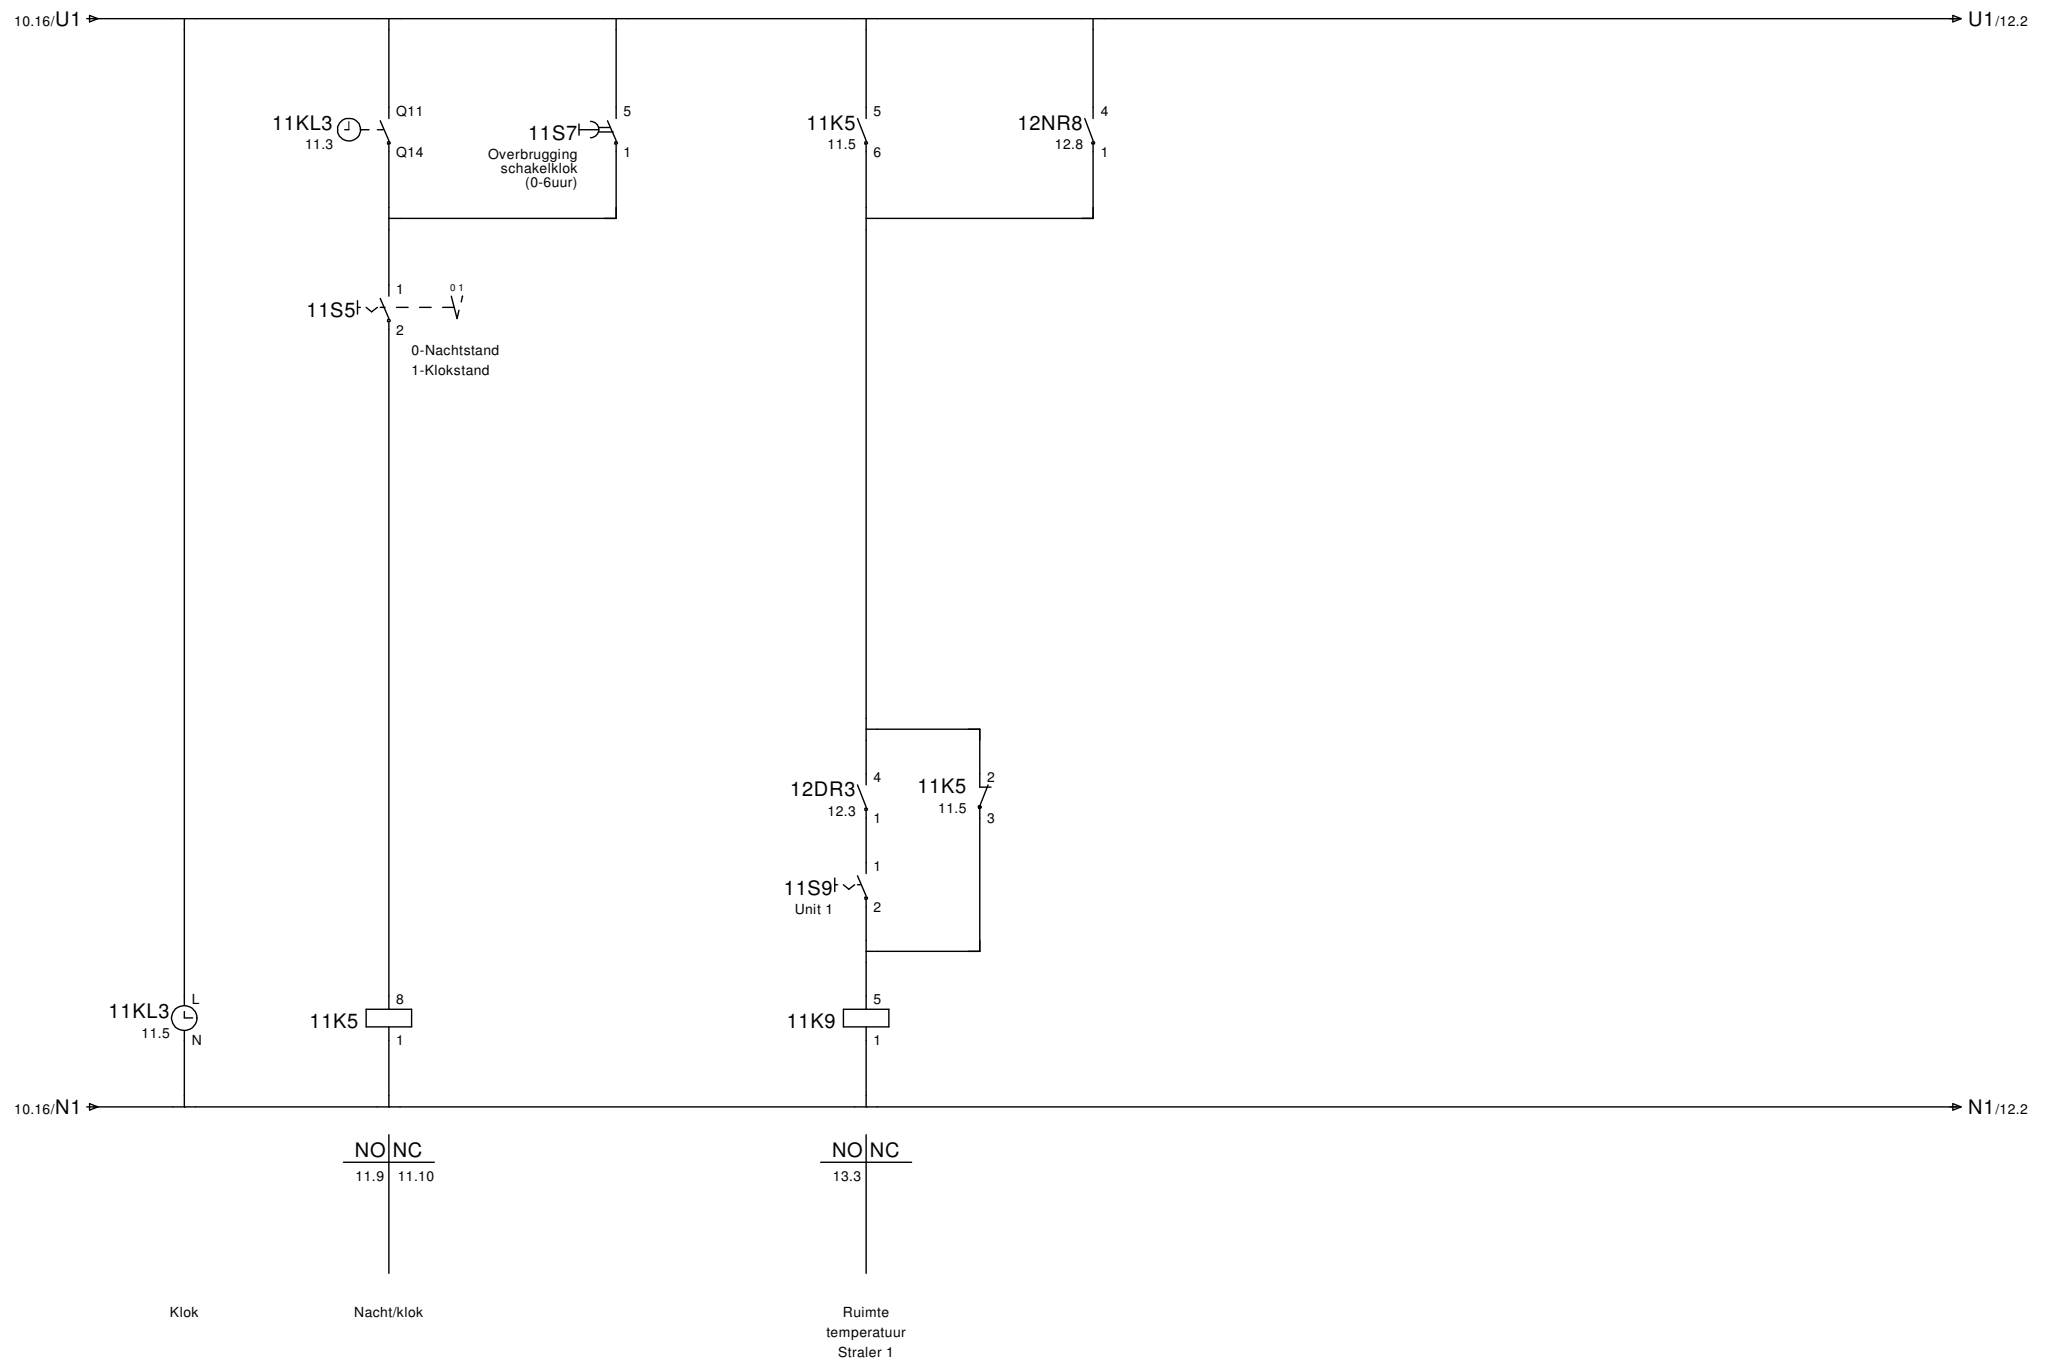 10.16/U1
U1/12.2
11KL3
11.3
Q11
Q14
11S7
Overbrugging
schakelklok
(0-6uur)
5
1
11K5
11.5
5
6
12NR8
12.8
4
1
11S5
1
2
0 1
0-Nachtstand
1-Klokstand
12DR3
12.3
4
1
11K5
11.5
2
3
11S9
Unit 1
1
2
11KL3
11.5
L
N
11K5
8
1
11K9
5
1
10.16/N1
N1/12.2
NO NC
11.9 11.10
NO NC
13.3
Klok
Nacht/klok
Ruimte
temperatuur
Straler 1